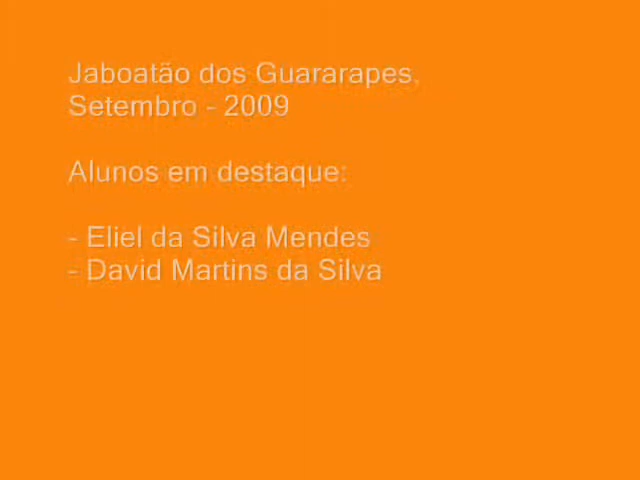 Jaboatão dos Guararapes,
Setembro - 2009
Alunos em destaque:
- Eliel da Silva Mendes
- David Martins da Silva